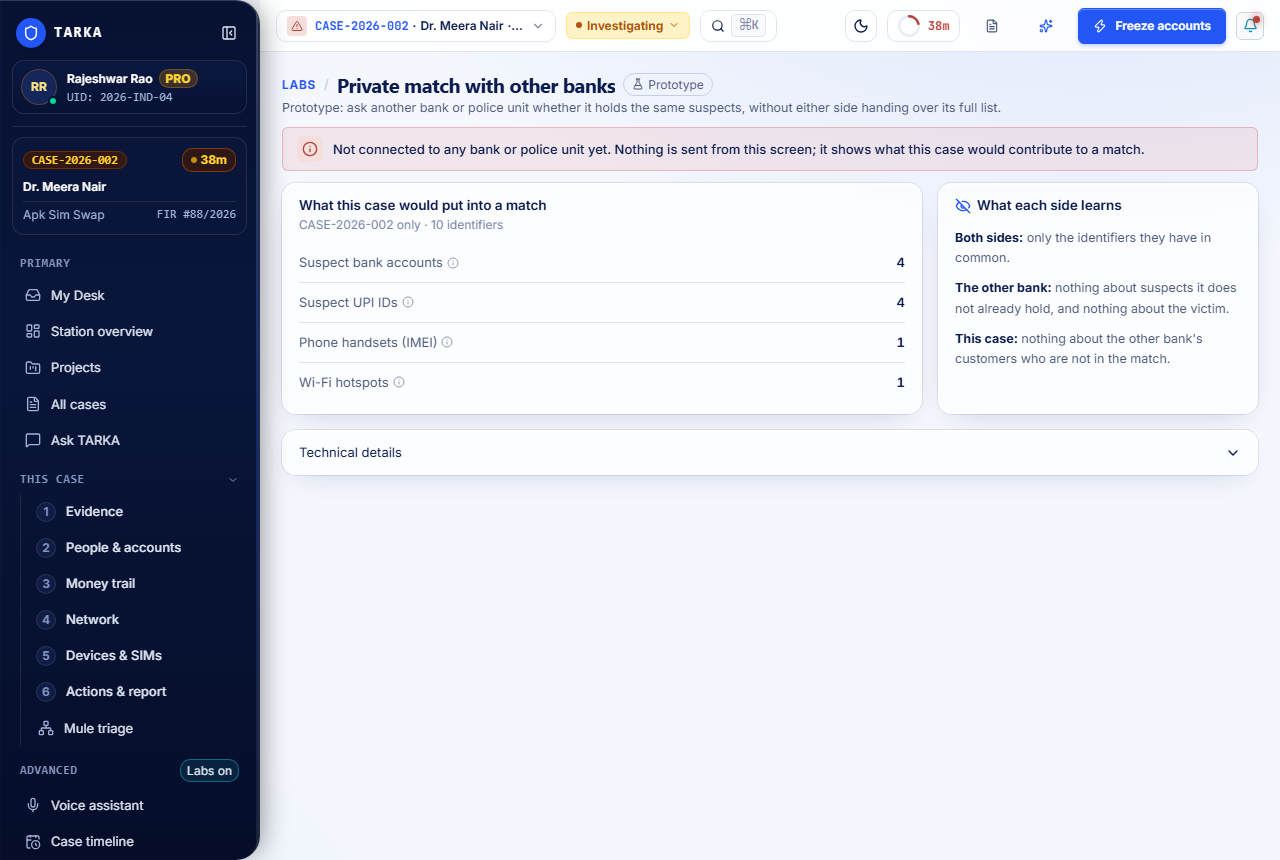 TARKA
RR
Rajeshwar Rao PRO
UID: 2026-IND-04
CASE-2026-002 38m
Dr. Meera Nair
Apk Sim Swap FIR #88/2026
PRIMARY
My Desk
Station overview
Projects
All cases
Ask TARKA
THIS CASE
1 Evidence
2 People & accounts
3 Money trail
4 Network
5 Devices & SIMs
6 Actions & report
Mule triage
ADVANCED Labs on
Voice assistant
Case timeline
CASE-2026-002 · Dr. Meera Nair ·... Investigating ⌘K 38m Freeze accounts
LABS / Private match with other banks Prototype
Prototype: ask another bank or police unit whether it holds the same suspects, without either side handing over its full list.
Not connected to any bank or police unit yet. Nothing is sent from this screen; it shows what this case would contribute to a match.
What this case would put into a match
CASE-2026-002 only · 10 identifiers
Suspect bank accounts 4
Suspect UPI IDs 4
Phone handsets (IMEI) 1
Wi-Fi hotspots 1
What each side learns
Both sides: only the identifiers they have in
common.
The other bank: nothing about suspects it does
not already hold, and nothing about the victim.
This case: nothing about the other bank's
customers who are not in the match.
Technical details